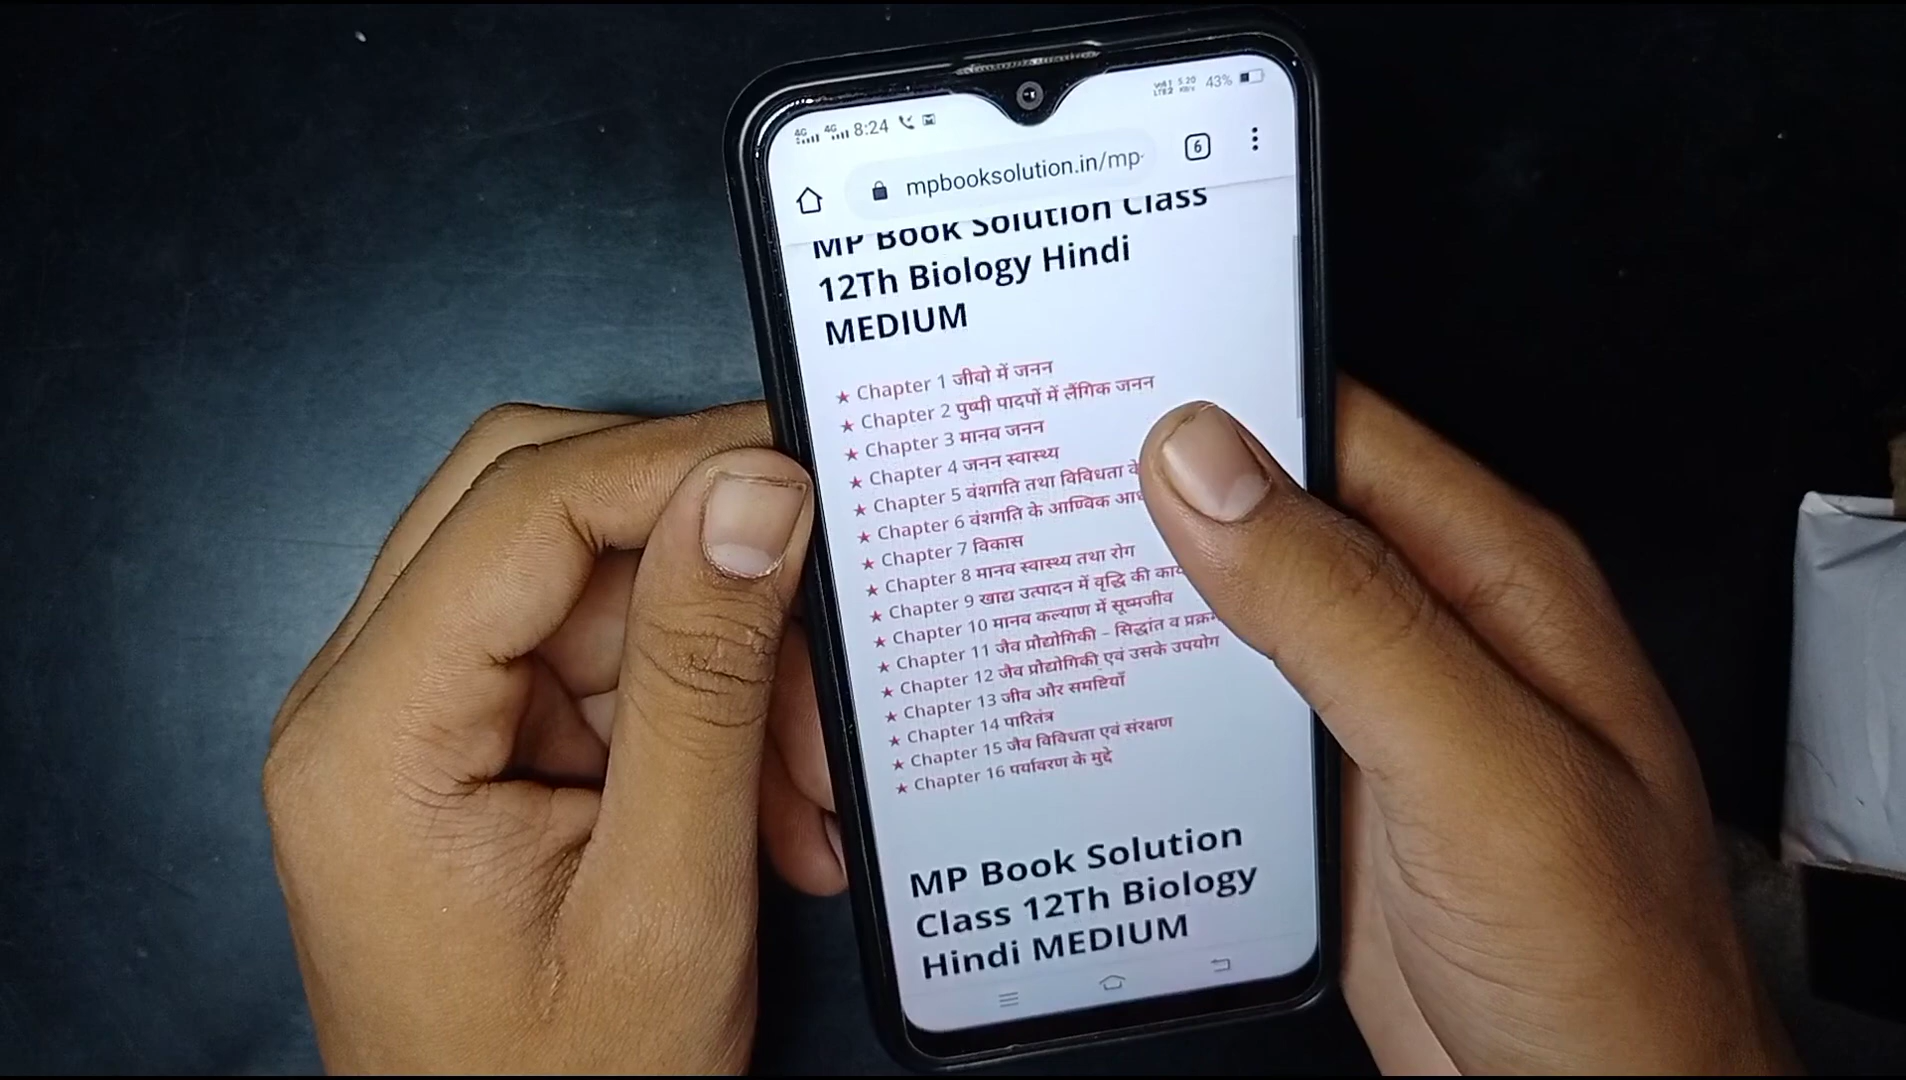 4G 4G 8:24 43%
mpbooksolution.in/mp-
6
MP Book Solution Class
12Th Biology Hindi
MEDIUM
★ Chapter 1 जीवो में जनन
★ Chapter 2 पुष्पी पादपों में लैंगिक जनन
★ Chapter 3 मानव जनन
★ Chapter 4 जनन स्वास्थ्य
★ Chapter 5 वंशगति तथा विविधता
★ Chapter 6 वंशगति के आण्विक
★ Chapter 7 विकास
★ Chapter 8 मानव स्वास्थ्य तथा रोग
★ Chapter 9 खाद्य उत्पादन में वृद्धि की
★ Chapter 10 मानव कल्याण में सूष्मजीव
★ Chapter 11 जैव प्रौद्योगिकी – सिद्धांत व
★ Chapter 12 जैव प्रौद्योगिकी एवं उसके उपयोग
★ Chapter 13 जीव और समष्टियाँ
★ Chapter 14 पारितंत्र
★ Chapter 15 जैव विविधता एवं संरक्षण
★ Chapter 16 पर्यावरण के मुद्दे
MP Book Solution
Class 12Th Biology
Hindi MEDIUM